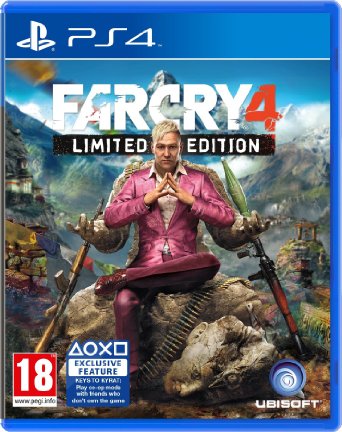 PS4
FARCRY4
LIMITED EDITION
18
www.pegi.info
EXCLUSIVE
FEATURE
KEYS TO KYRAT:
Play co-op mode
with friends who
don't own the game
UBISOFT